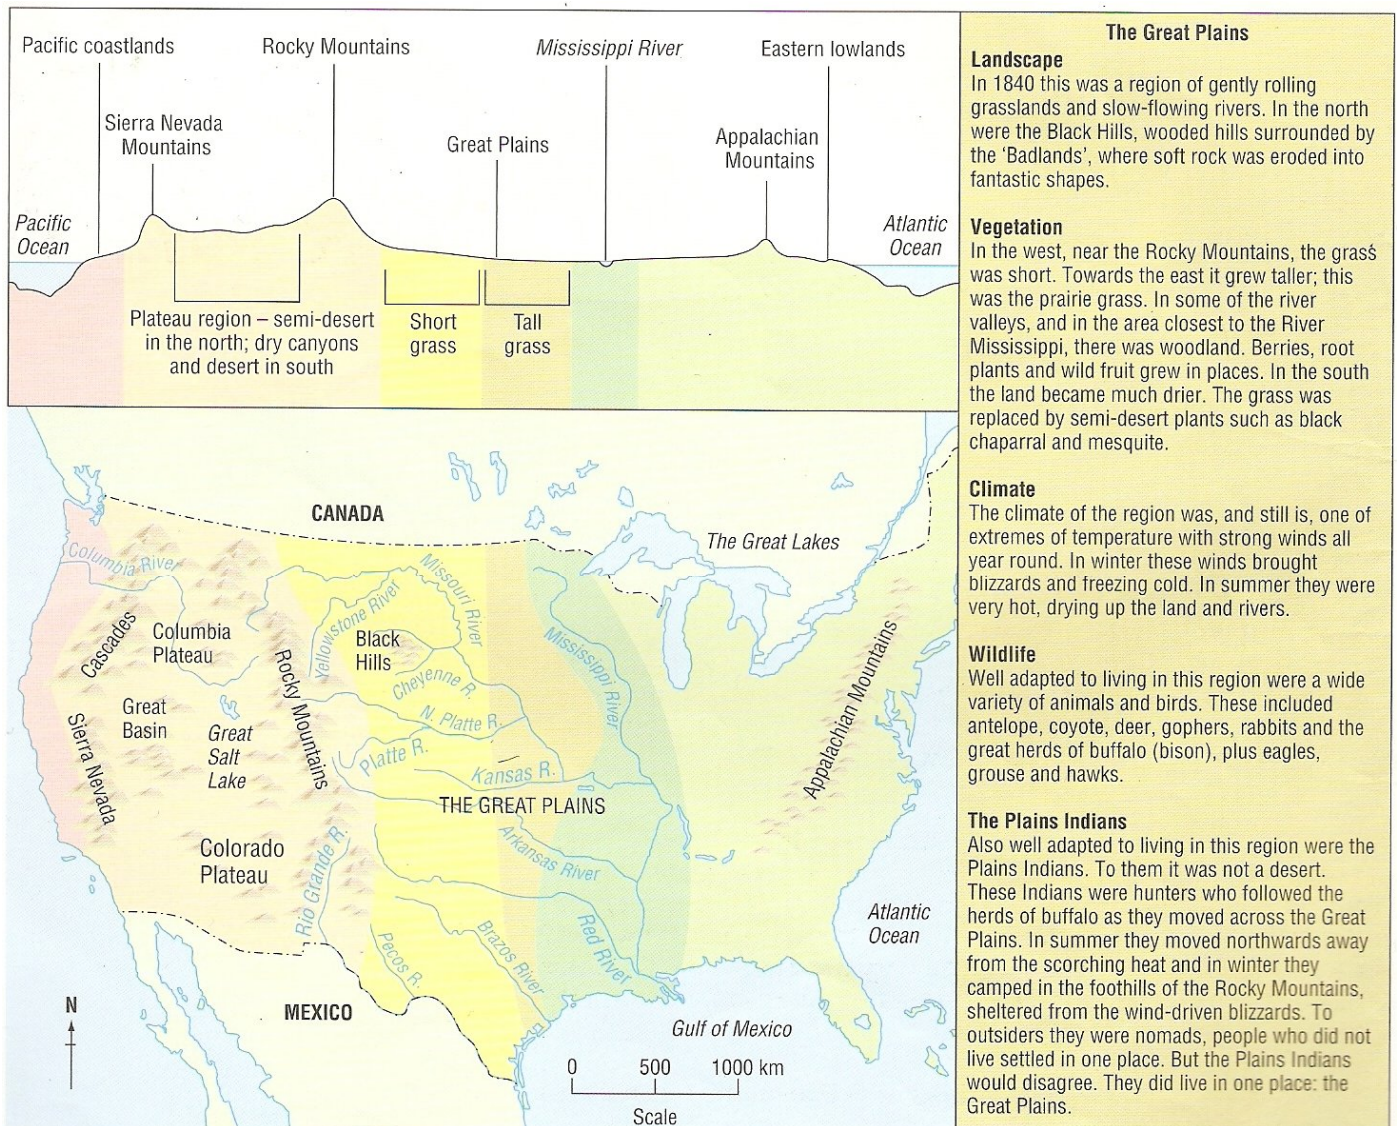 Pacific coastlands
Rocky Mountains
Mississippi River
Eastern lowlands
Sierra Nevada
Mountains
Great Plains
Appalachian
Mountains
Pacific
Ocean
Atlantic
Ocean
Plateau region – semi-desert
in the north; dry canyons
and desert in south
Short
grass
Tall
grass
CANADA
The Great Lakes
Columbia River
Missouri River
Yellowstone River
Black
Hills
Cascades
Columbia
Plateau
Mississippi River
Cheyenne R.
Rocky Mountains
Great
Basin
Great
Salt
Lake
Sierra Nevada
N. Platte R.
Platte R.
Kansas R.
THE GREAT PLAINS
Appalachian Mountains
Colorado
Plateau
Rio Grande R.
Arkansas River
Red River
Brazos River
Pecos R.
Atlantic
Ocean
MEXICO
Gulf of Mexico
N
0 500 1000 km
Scale
The Great Plains
Landscape
In 1840 this was a region of gently rolling
grasslands and slow-flowing rivers. In the north
were the Black Hills, wooded hills surrounded by
the ‘Badlands’, where soft rock was eroded into
fantastic shapes.
Vegetation
In the west, near the Rocky Mountains, the grass
was short. Towards the east it grew taller; this
was the prairie grass. In some of the river
valleys, and in the area closest to the River
Mississippi, there was woodland. Berries, root
plants and wild fruit grew in places. In the south
the land became much drier. The grass was
replaced by semi-desert plants such as black
chaparral and mesquite.
Climate
The climate of the region was, and still is, one of
extremes of temperature with strong winds all
year round. In winter these winds brought
blizzards and freezing cold. In summer they were
very hot, drying up the land and rivers.
Wildlife
Well adapted to living in this region were a wide
variety of animals and birds. These included
antelope, coyote, deer, gophers, rabbits and the
great herds of buffalo (bison), plus eagles,
grouse and hawks.
The Plains Indians
Also well adapted to living in this region were the
Plains Indians. To them it was not a desert.
These Indians were hunters who followed the
herds of buffalo as they moved across the Great
Plains. In summer they moved northwards away
from the scorching heat and in winter they
camped in the foothills of the Rocky Mountains,
sheltered from the wind-driven blizzards. To
outsiders they were nomads, people who did not
live settled in one place. But the Plains Indians
would disagree. They did live in one place: the
Great Plains.